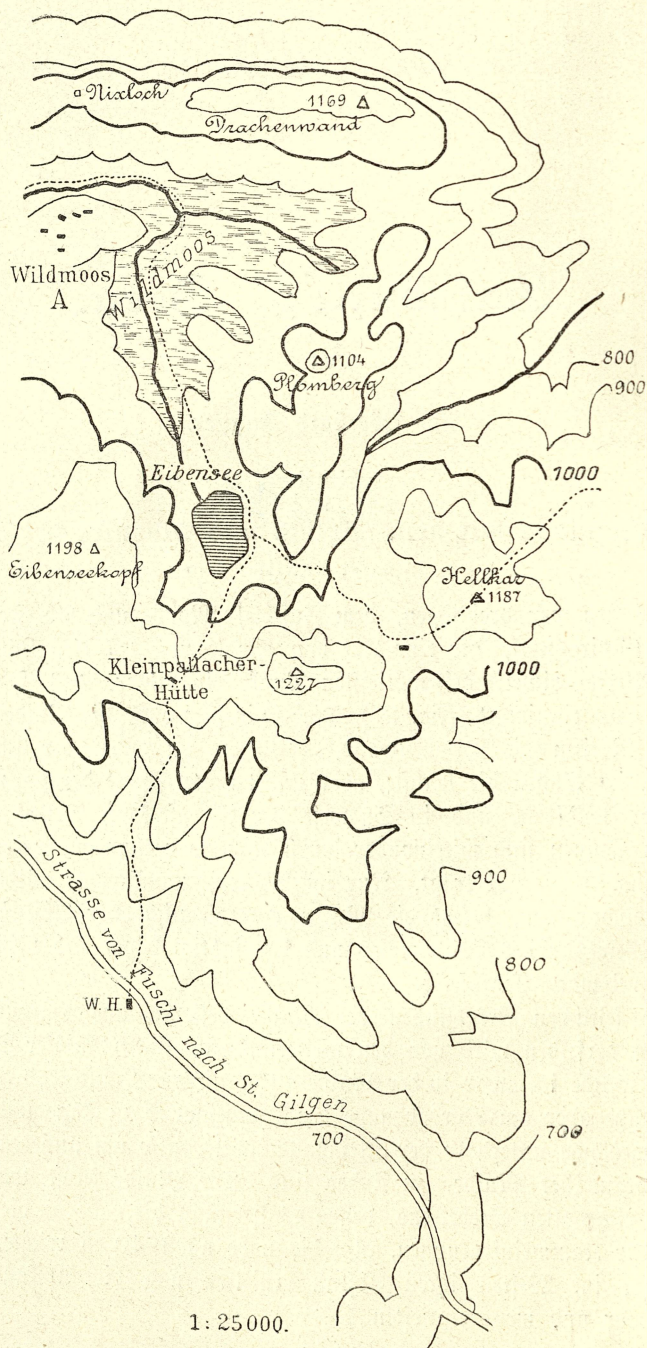 Nixloch
1169
Drachenwand
Wildmoos
A
Wildmoos
1104
Plomberg
800
900
Eibensee
1000
1198
Eibenseekopf
Hellkar
1187
Kleinpallacher-
Hütte
1227
1000
900
800
Strasse von Fuschl nach St. Gilgen
W. H.
700
700
1:25000.